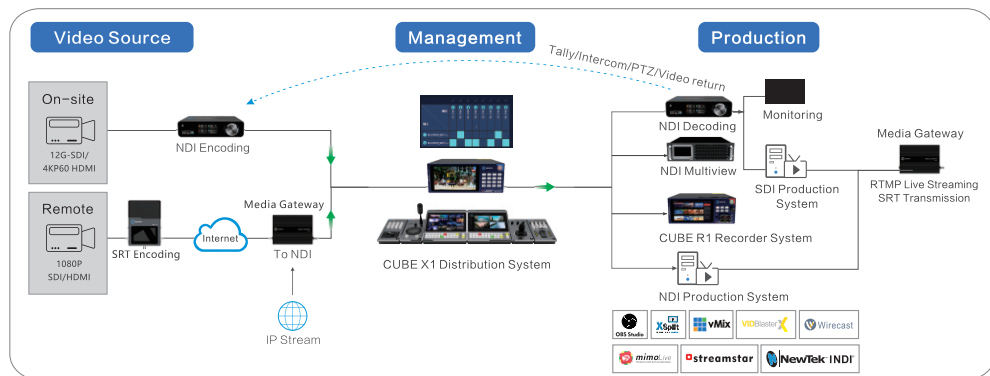 Video Source
Management
Production
Tally/Intercom/PTZ/Video return
On-site
12G-SDI/
4KP60 HDMI
NDI Encoding
Remote
1080P
SDI/HDMI
SRT Encoding
Internet
Media Gateway
To NDI
IP Stream
CUBE X1 Distribution System
NDI Decoding
Monitoring
NDI Multiview
SDI Production
System
Media Gateway
RTMP Live Streaming
SRT Transmission
CUBE R1 Recorder System
NDI Production System
OBS Studio
XSplit
vMix
VIDBlaster X
Wirecast
mimoLive
streamstar
NewTek NDI